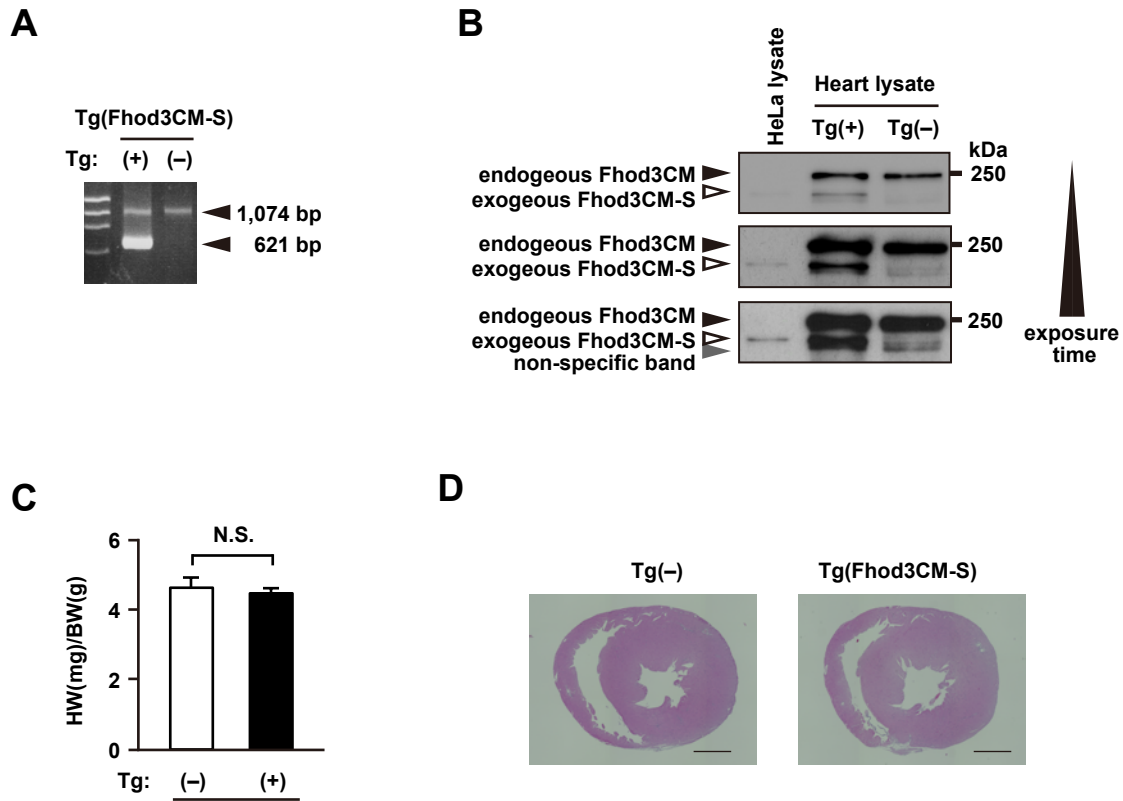 A
Tg(Fhod3CM-S)
Tg: (+) (–)
1,074 bp
621 bp
B
HeLa lysate
Heart lysate
Tg(+) Tg(–)
kDa
endogeous Fhod3CM
250
exogeous Fhod3CM-S
endogeous Fhod3CM
250
exogeous Fhod3CM-S
endogeous Fhod3CM
250
exogeous Fhod3CM-S
non-specific band
exposure
time
C
N.S.
6
4
2
0
HW(mg)/BW(g)
Tg: (–) (+)
D
Tg(–)
Tg(Fhod3CM-S)